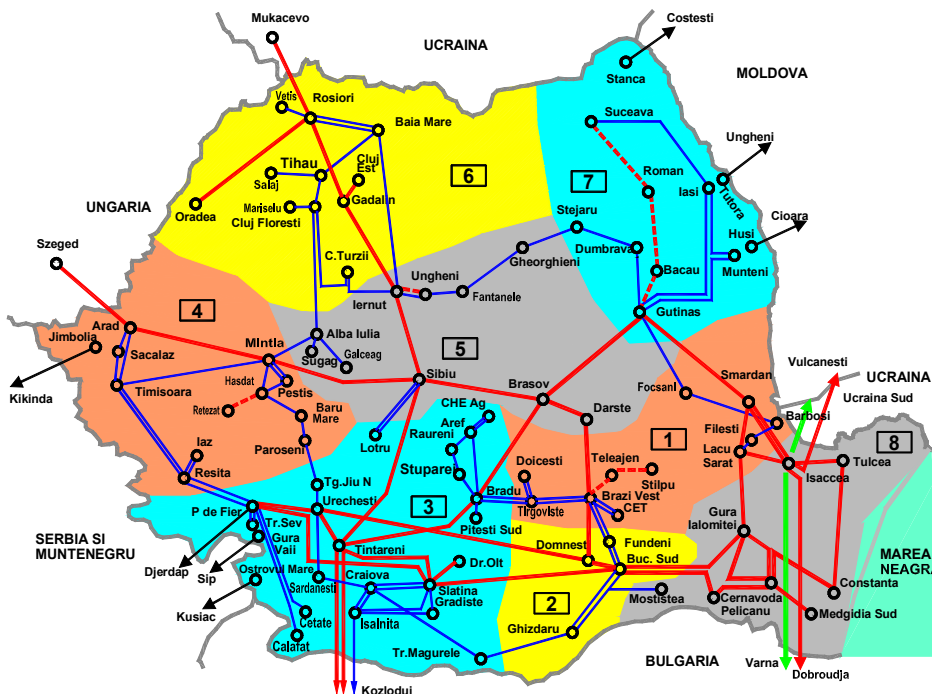 Mukacevo
UCRAINA
Costesti
Stanca
MOLDOVA
Vetis
Rosiori
Baia Mare
Suceava
Ungheni
Tihau
Cluj
Est
Salaj
6
7
Roman
Iasi
Tutora
Mariselu
Gadalin
Cluj Floresti
Oradea
UNGARIA
Stejaru
Cioara
Husi
Szeged
Dumbrava
Munteni
C.Turzii
Ungheni
Gheorghieni
Bacau
Iernut
Fantanele
4
Gutinas
Arad
Jimbolia
Alba Iulia
MIntIa
Sugag
Galceag
5
Sacalaz
Vulcanesti
Kikinda
Timisoara
Hasdat
Pestis
Sibiu
Brasov
Focsani
Smardan
UCRAINA
Ucraina Sud
Retezat
Baru
Mare
CHE Ag
Darste
Barbosi
Aref
Raureni
1
Filesti
8
Iaz
Paroseni
Lotru
Lacu
Sarat
Resita
Stuparei
Doicesti
Teleajen
Tulcea
Stilpu
Isaccea
Tg.Jiu N
Bradu
P de Fier
Urechesti
3
Tirgoviste
Brazi Vest
CET
Tr.Sev
Pitesti Sud
Gura
Ialomitei
SERBIA SI
MUNTENEGRU
Gura
Vaii
Tintareni
Domnest
Fundeni
MAREA
NEAGRA
Djerdap
Sip
Dr.Olt
Buc. Sud
Ostrovul Mare
Craiova
Constanta
Sardanesti
Slatina
Gradiste
2
Mostistea
Cernavoda
Pelicanu
Kusiac
Medgidia Sud
Cetate
Isalnita
Ghizdaru
Calafat
Tr.Magurele
BULGARIA
Varna
Dobroudja
Kozlodui